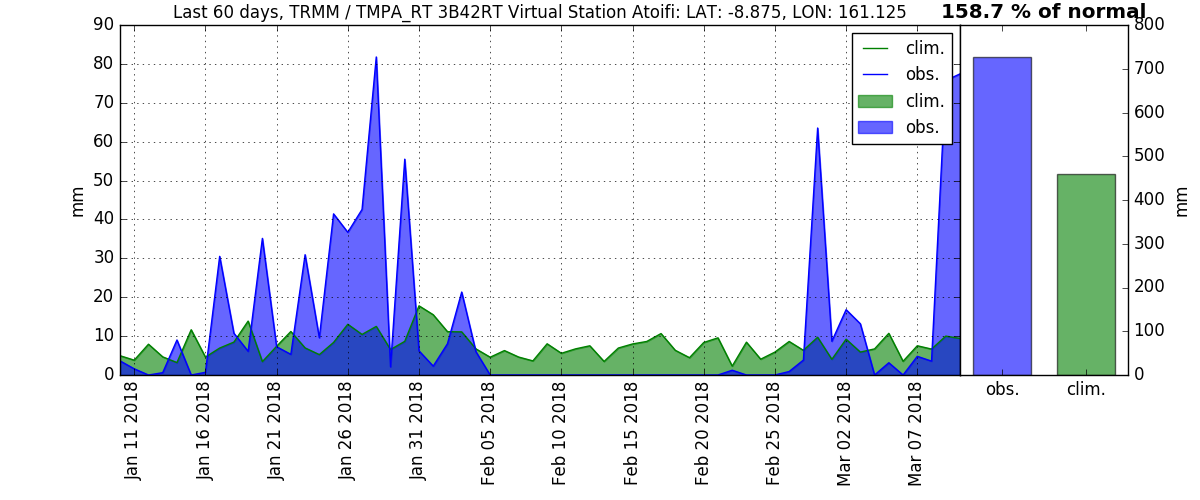 Last 60 days, TRMM / TMPA_RT 3B42RT Virtual Station Atoifi: LAT: -8.875, LON: 161.125
158.7 % of normal
90
80
70
60
50
40
30
20
10
0
mm
clim.
obs.
clim.
obs.
Jan 11 2018
Jan 16 2018
Jan 21 2018
Jan 26 2018
Jan 31 2018
Feb 05 2018
Feb 10 2018
Feb 15 2018
Feb 20 2018
Feb 25 2018
Mar 02 2018
Mar 07 2018
800
700
600
500
400
300
200
100
0
mm
obs.
clim.